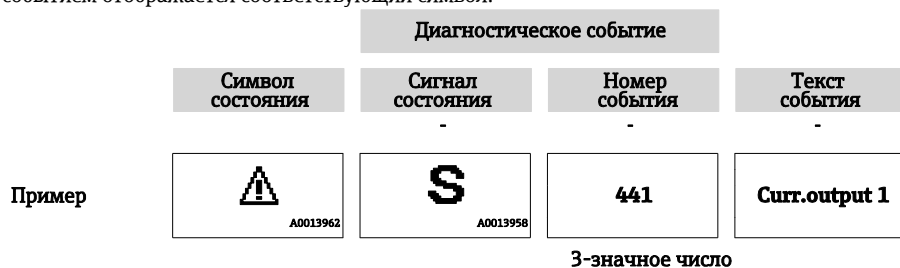 событием отображается соответствующий символ.
Диагностическое событие
Символ состояния
Сигнал состояния
Номер события
Текст события
- - -
Пример
A0013962
S
A0013958
441
Curr.output 1
3-значное число